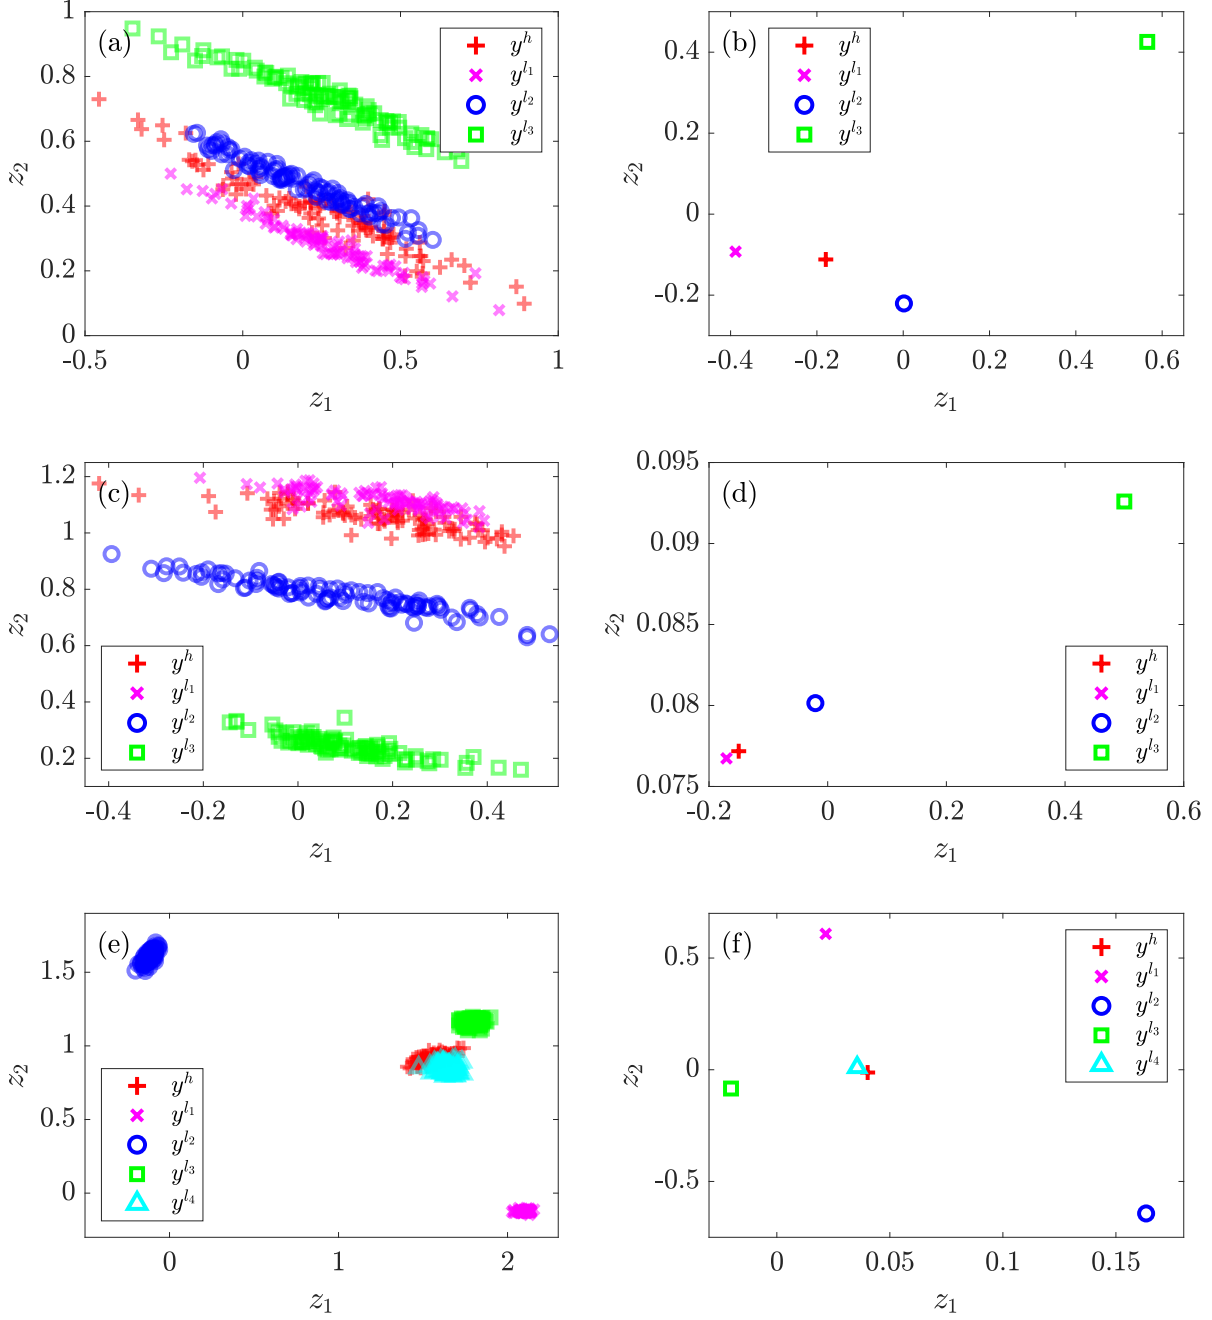 (a)
1
0.8
0.6
0.4
0.2
0
z_2
-0.5
0
0.5
1
z_1
y^h
y^{l_1}
y^{l_2}
y^{l_3}
(b)
0.4
0.2
0
-0.2
z_2
-0.4
-0.2
0
0.2
0.4
0.6
z_1
y^h
y^{l_1}
y^{l_2}
y^{l_3}
(c)
1.2
1
0.8
0.6
0.4
0.2
z_2
-0.4
-0.2
0
0.2
0.4
z_1
y^h
y^{l_1}
y^{l_2}
y^{l_3}
(d)
0.095
0.09
0.085
0.08
0.075
z_2
-0.2
0
0.2
0.4
0.6
z_1
y^h
y^{l_1}
y^{l_2}
y^{l_3}
(e)
1.5
1
0.5
0
z_2
0
1
2
z_1
y^h
y^{l_1}
y^{l_2}
y^{l_3}
y^{l_4}
(f)
0.5
0
-0.5
z_2
0
0.05
0.1
0.15
z_1
y^h
y^{l_1}
y^{l_2}
y^{l_3}
y^{l_4}